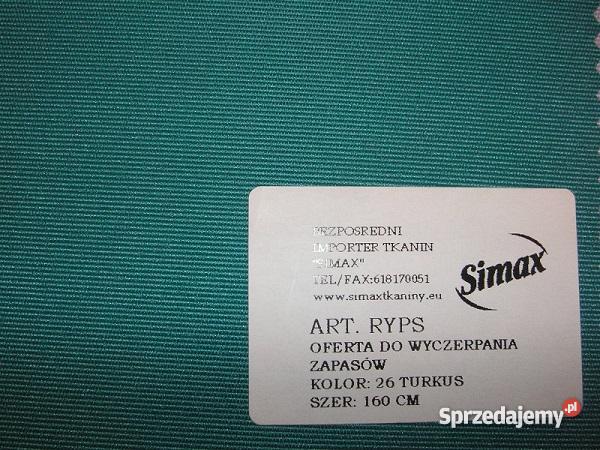 BEZPOSREDNI
IMPORTER TKANIN
"SIMAX"
TEL/FAX:618170051
www.simaxtkaniny.eu
Simax
ART. RYPS
OFERTA DO WYCZERPANIA
ZAPASÓW
KOLOR: 26 TURKUS
SZER: 160 CM
Sprzedajemy.pl